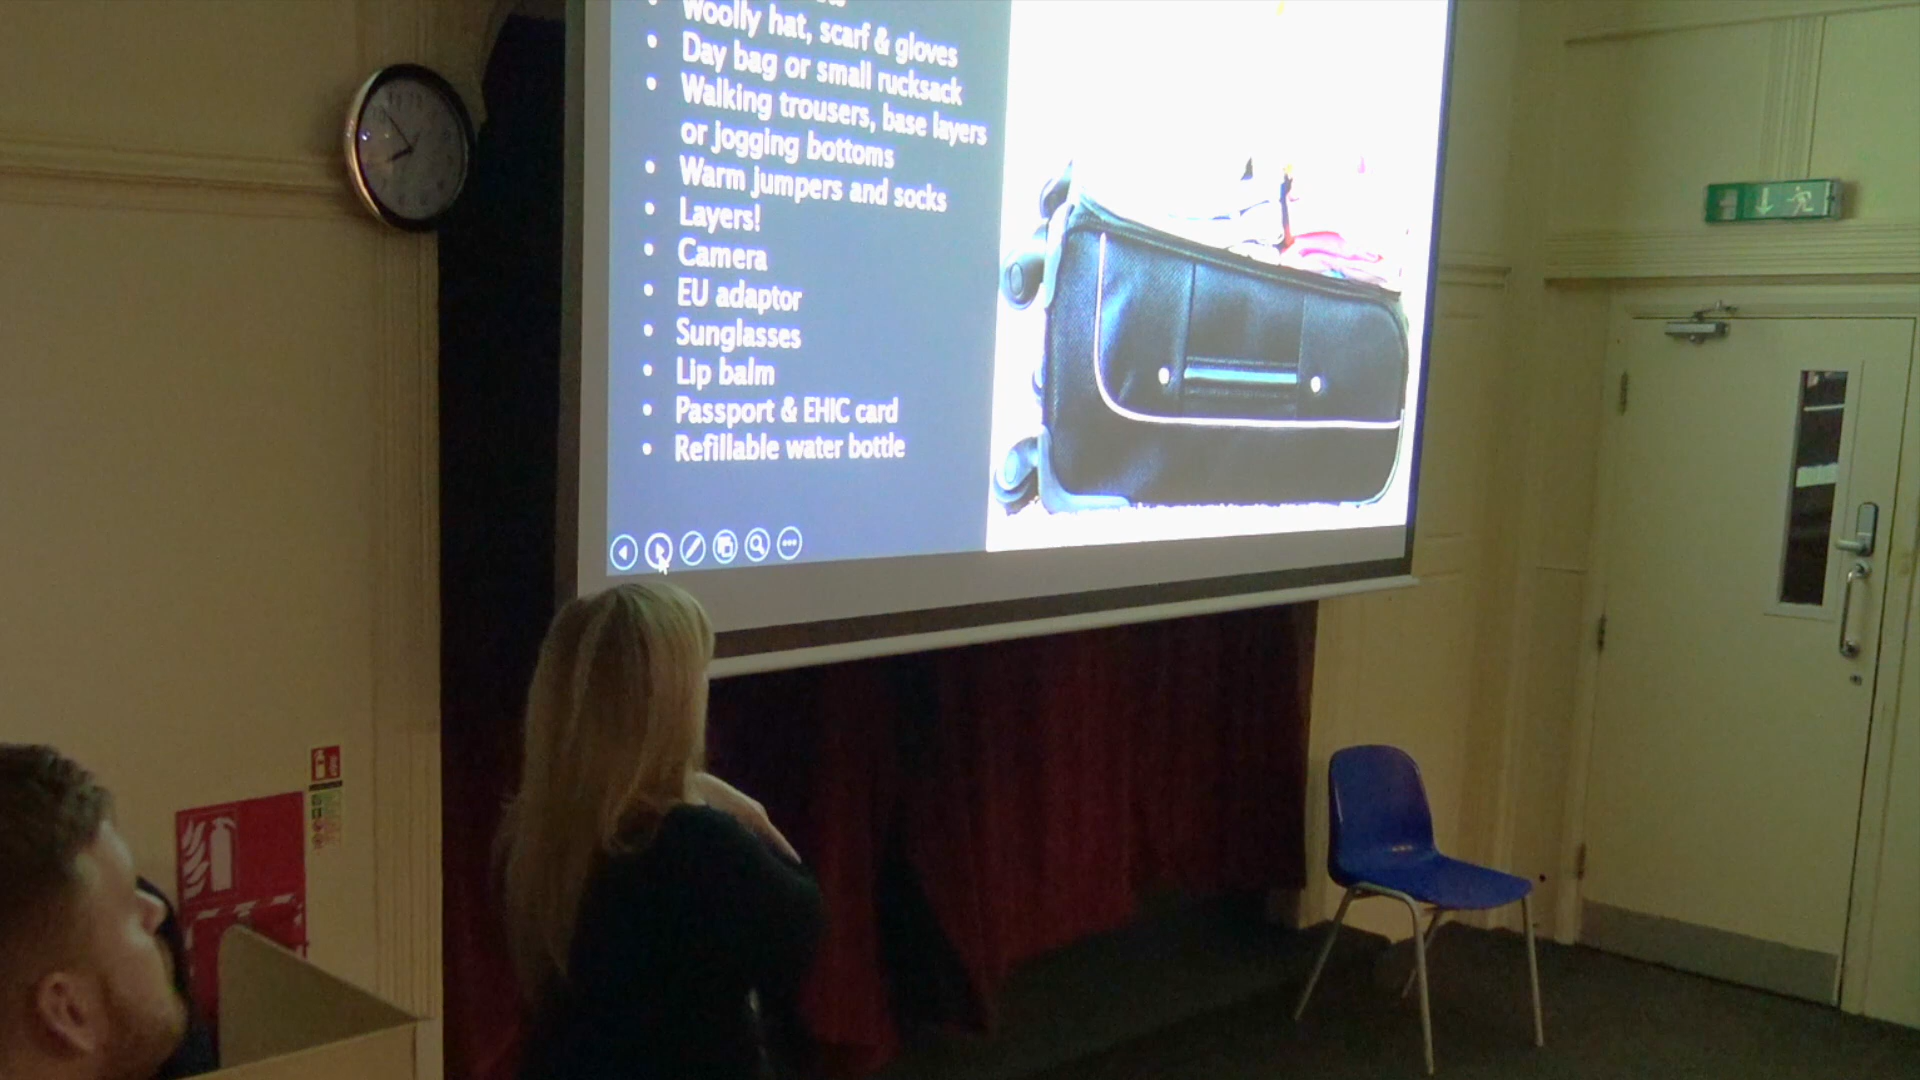 Woolly hat, scarf & gloves
Day bag or small rucksack
Walking trousers, base layers
or jogging bottoms
Warm jumpers and socks
Layers!
Camera
EU adaptor
Sunglasses
Lip balm
Passport & EHIC card
Refillable water bottle